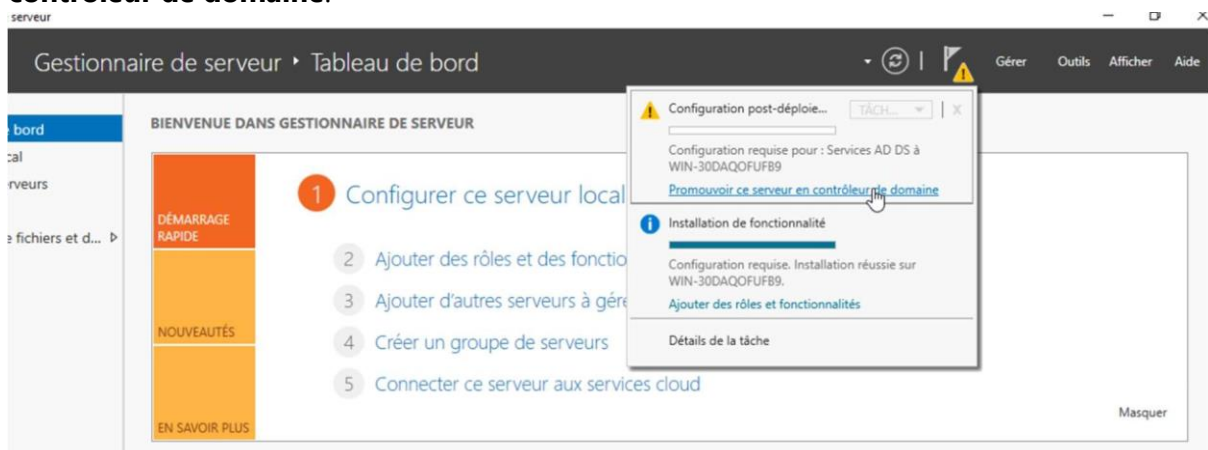 contrôleur de domaine.
serveur
Gestionnaire de serveur • Tableau de bord
Gérer Outils Afficher Aide
bord
cal
rveurs
e fichiers et d...
BIENVENUE DANS GESTIONNAIRE DE SERVEUR
DÉMARRAGE
RAPIDE
NOUVEAUTÉS
EN SAVOIR PLUS
1 Configurer ce serveur local
2 Ajouter des rôles et des fonctio
3 Ajouter d'autres serveurs à gére
4 Créer un groupe de serveurs
5 Connecter ce serveur aux services cloud
Masquer
Configuration post-déploie... TÂCH... X
Configuration requise pour : Services AD DS à
WIN-30DAQOFUFB9
Promouvoir ce serveur en contrôleur de domaine
Installation de fonctionnalité
Configuration requise. Installation réussie sur
WIN-30DAQOFUFB9.
Ajouter des rôles et fonctionnalités
Détails de la tâche